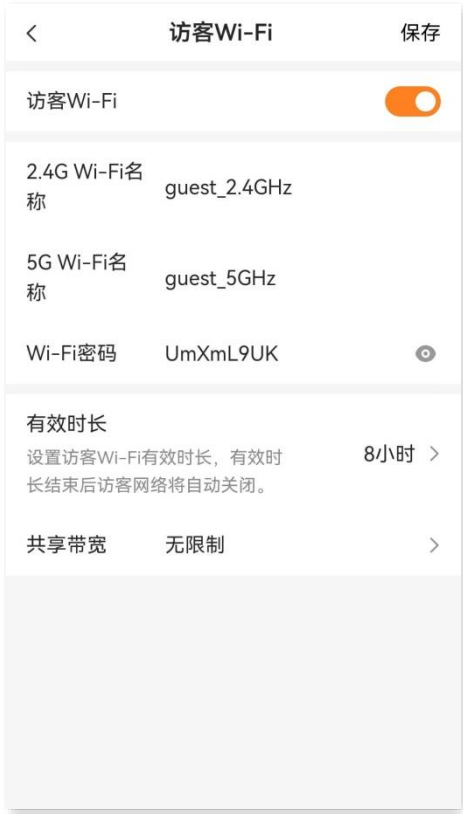 访客Wi-Fi
保存
访客Wi-Fi
2.4G Wi-Fi名
称
guest_2.4GHz
5G Wi-Fi名
称
guest_5GHz
Wi-Fi密码
UmXmL9UK
有效时长
设置访客Wi-Fi有效时长，有效时
长结束后访客网络将自动关闭。
8小时
共享带宽
无限制